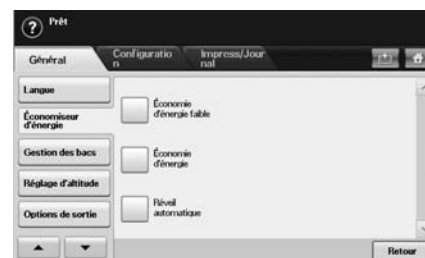 ? Prêt
Général
Configuratio
n
Impress/Jour
nal
Langue
Économiseur
d'énergie
Gestion des bacs
Réglage d'altitude
Options de sortie
Économie
d'énergie faible
Économie
d'énergie
Réveil
automatique
Retour